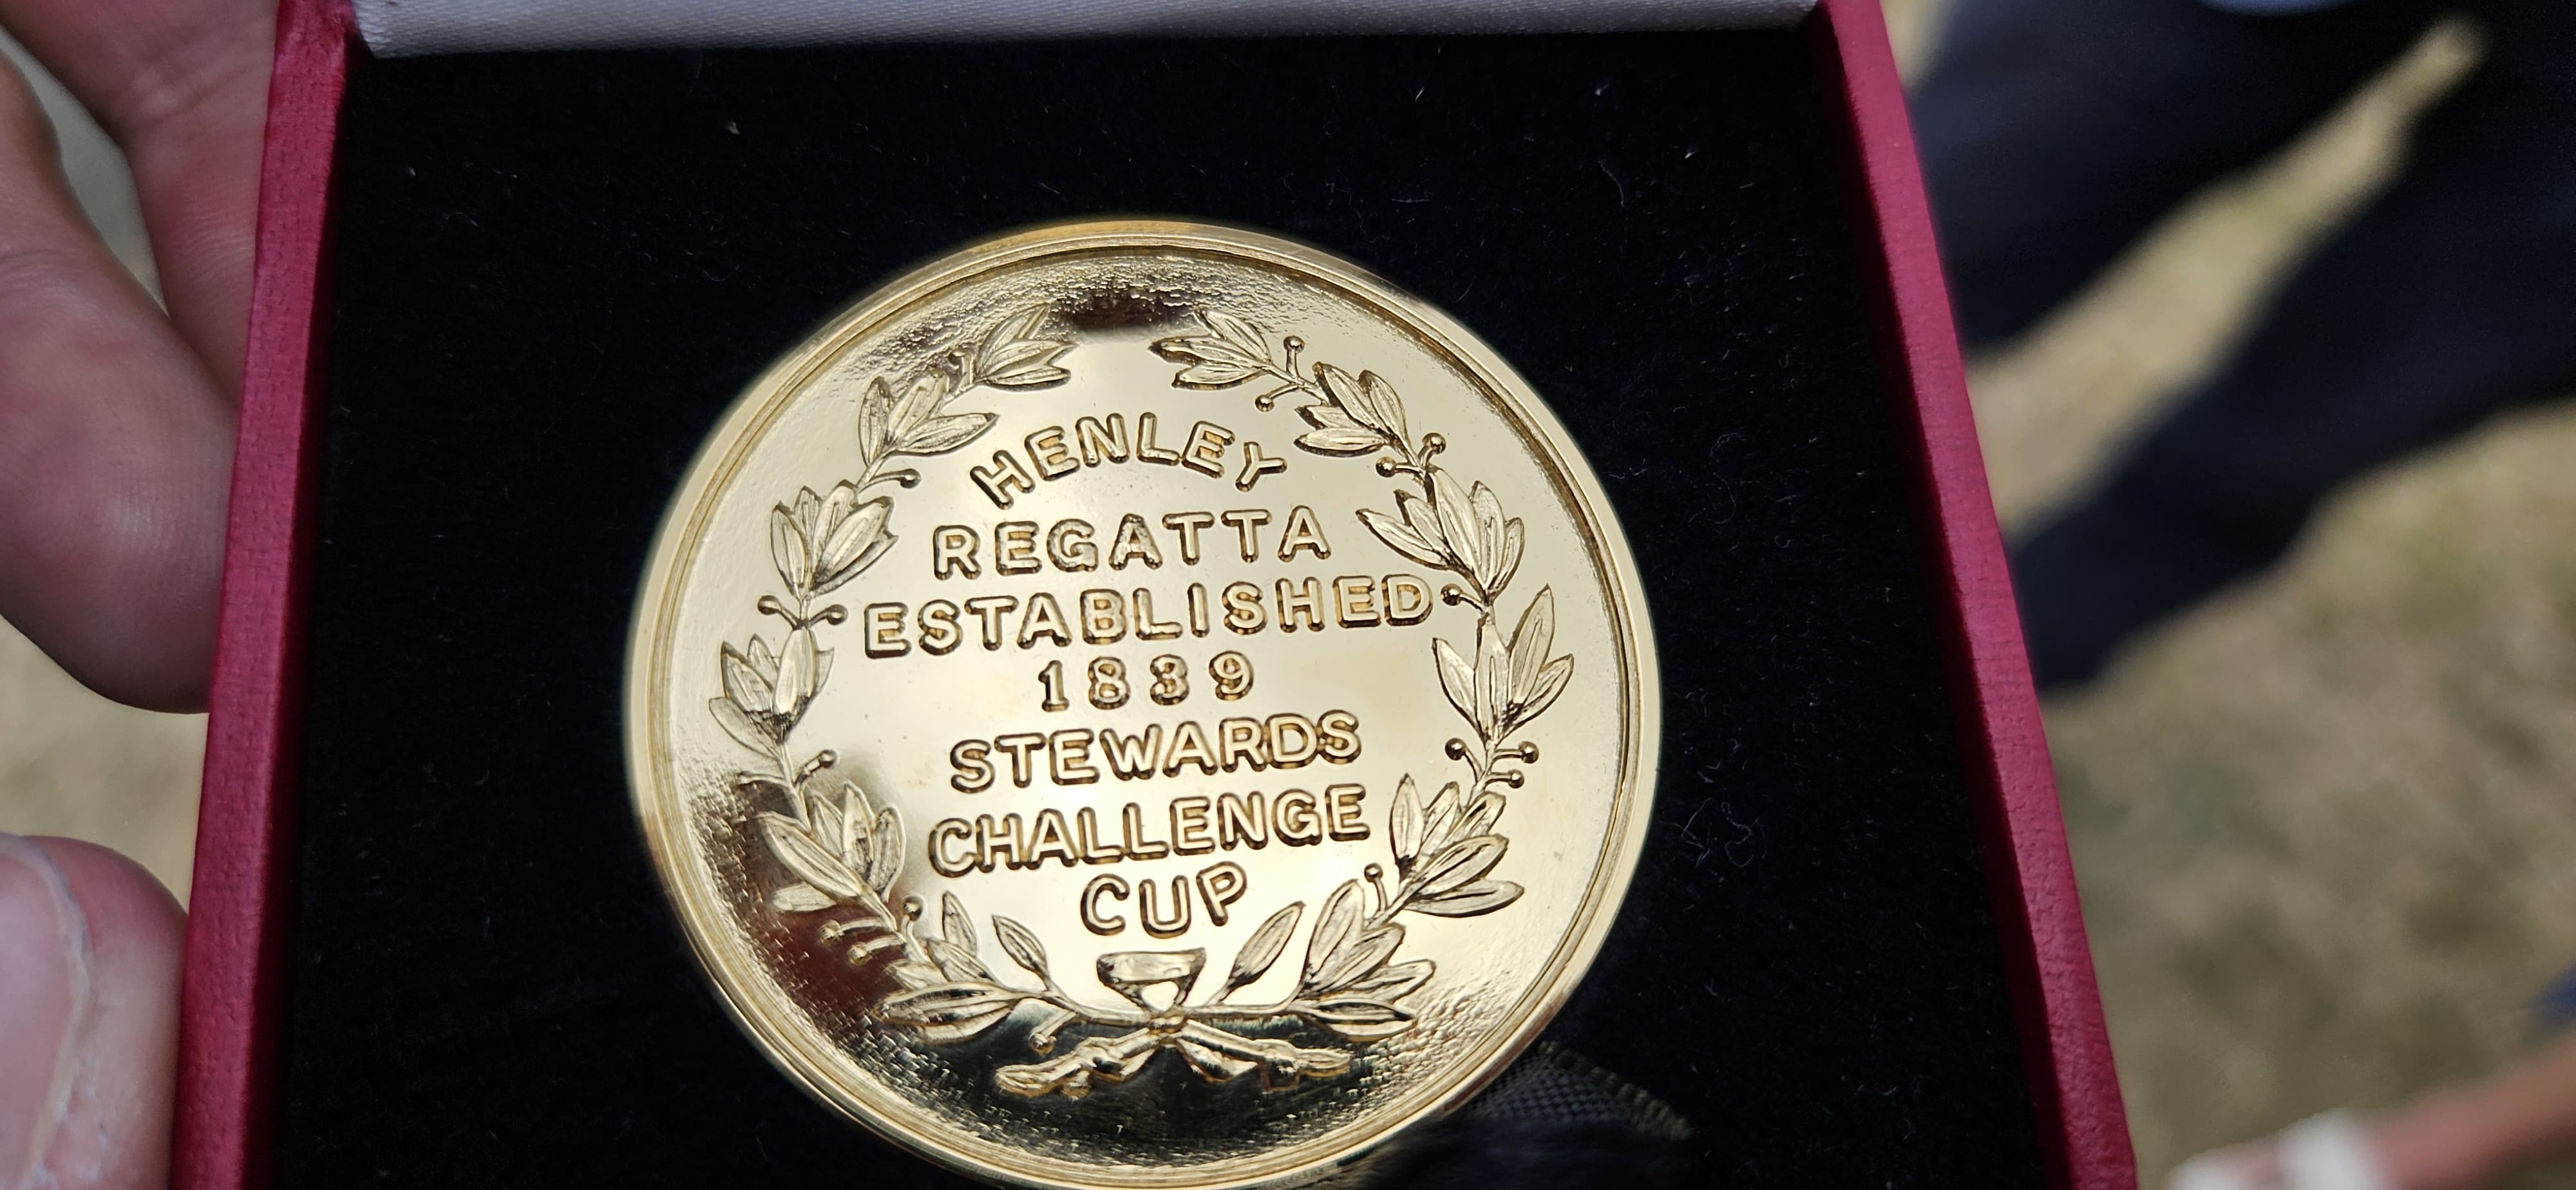 HENLEY
REGATTA
ESTABLISHED
1839
STEWARDS
CHALLENGE
CUP